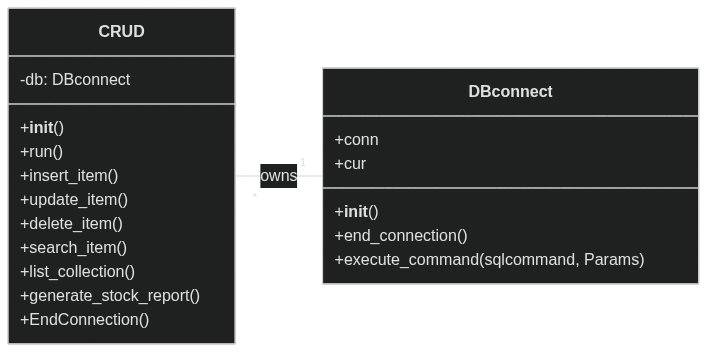 CRUD
-db: DBconnect
+init()
+run()
+insert_item()
+update_item()
+delete_item()
+search_item()
+list_collection()
+generate_stock_report()
+EndConnection()
owns
1
*
DBconnect
+conn
+cur
+init()
+end_connection()
+execute_command(sqlcommand, Params)